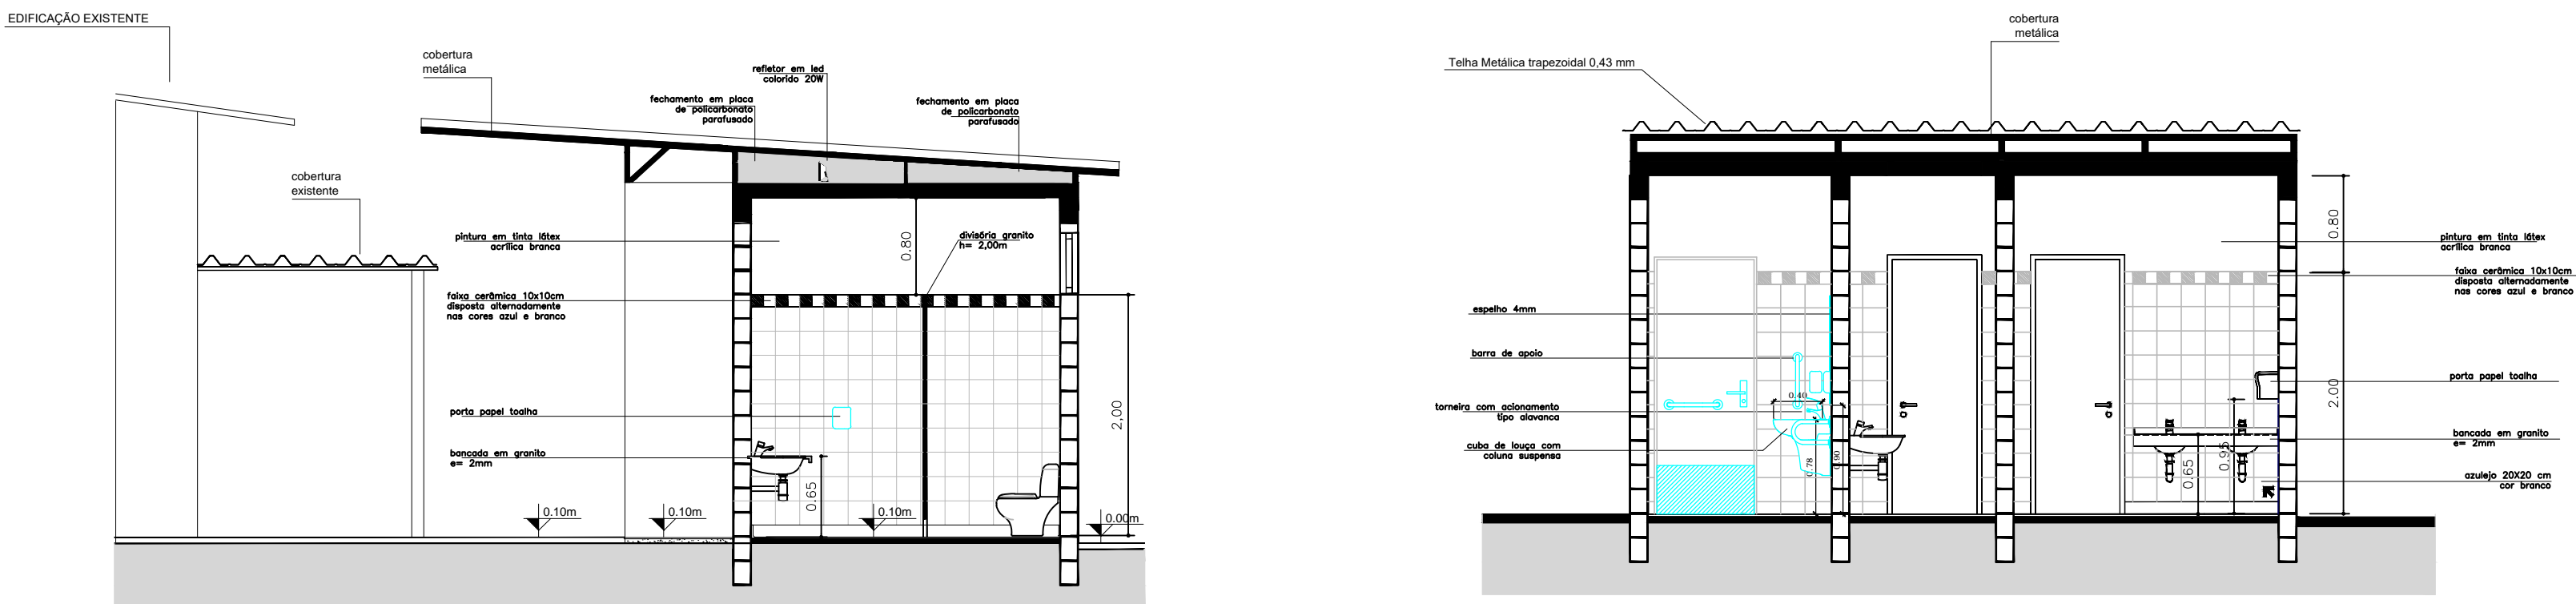 EDIFICAÇÃO EXISTENTE
cobertura
metálica
refletor em led
colorido 20W
fechamento em placa
de policarbonato
parafusado
fechamento em placa
de policarbonato
parafusado
cobertura
existente
pintura em tinta látex
acrílica branca
0.80
divisória granito
h= 2,00m
faixa cerâmica 10x10cm
disposta alternadamente
nas cores azul e branco
2,00
porta papel toalha
bancada em granito
e= 2mm
0.65
0.10m
0.10m
0.10m
0.00m
cobertura
metálica
Telha Metálica trapezoidal 0,43 mm
0.80
pintura em tinta látex
acrílica branca
faixa cerâmica 10x10cm
disposta alternadamente
nas cores azul e branco
espelho 4mm
barra de apoio
porta papel toalha
0.40
2.00
torneira com acionamento
tipo alavanca
cuba de louça com
coluna suspensa
bancada em granito
e= 2mm
0.78
0.90
0.65
0.95
azulejo 20X20 cm
cor branco